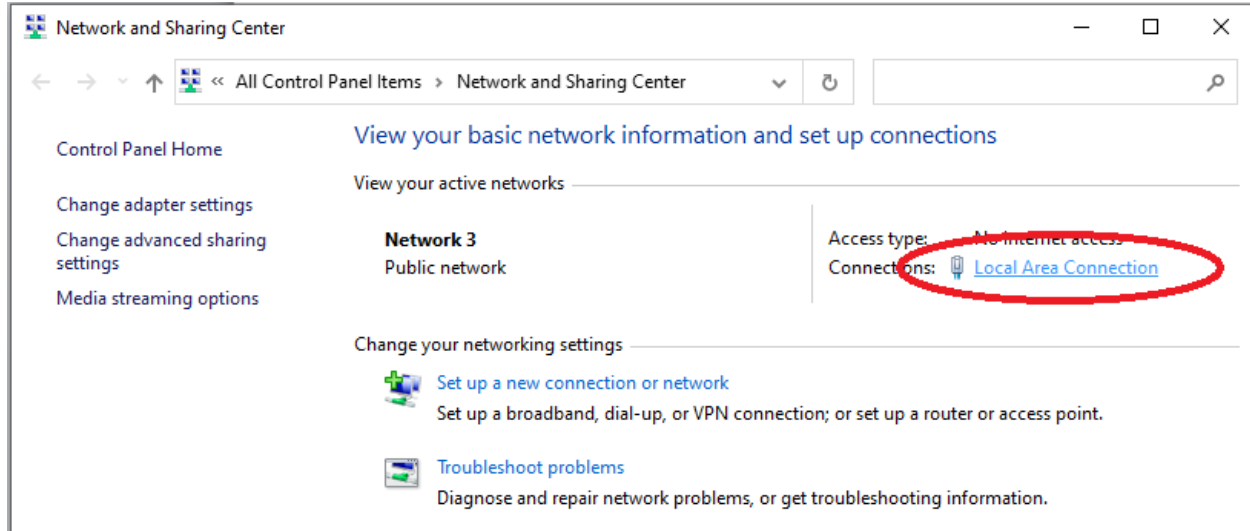 Network and Sharing Center
« All Control Panel Items > Network and Sharing Center
Control Panel Home
Change adapter settings
Change advanced sharing
settings
Media streaming options
View your basic network information and set up connections
View your active networks
Network 3
Public network
Access type: No Internet access
Connections: Local Area Connection
Change your networking settings
Set up a new connection or network
Set up a broadband, dial-up, or VPN connection; or set up a router or access point.
Troubleshoot problems
Diagnose and repair network problems, or get troubleshooting information.